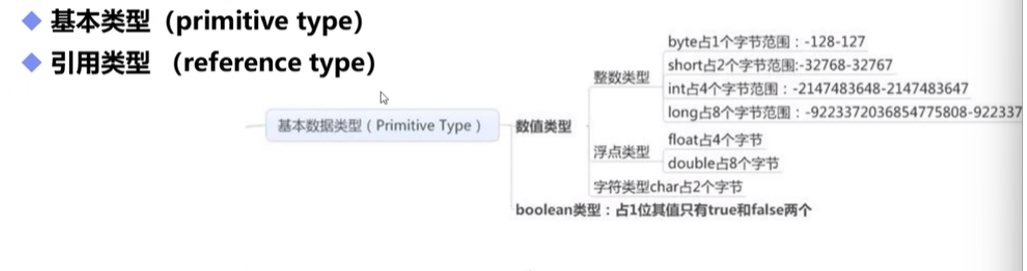 基本类型（primitive type）
引用类型 （reference type）
byte占1个字节范围：-128-127
short占2个字节范围:-32768-32767
整数类型
int占4个字节范围：-2147483648-2147483647
long占8个字节范围：-9223372036854775808-922337
基本数据类型（Primitive Type）
数值类型
float占4个字节
浮点类型
double占8个字节
字符类型char占2个字节
boolean类型：占1位其值只有true和false两个